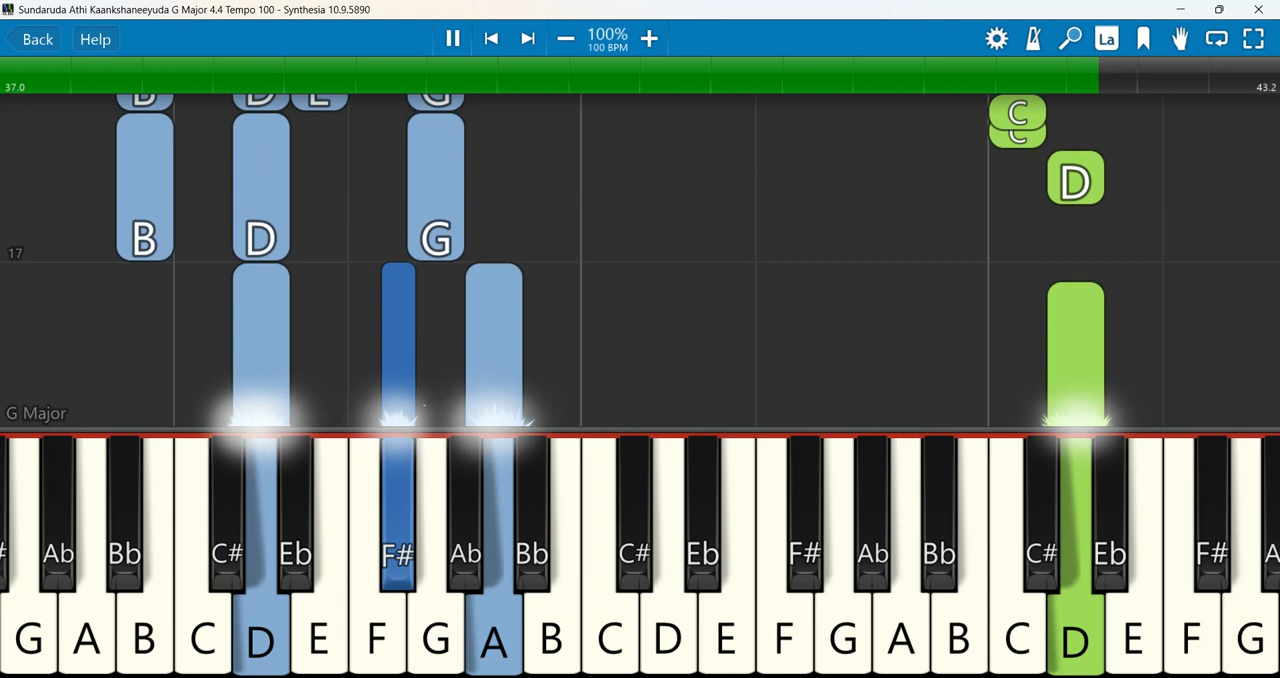 Sundaruda Athi Kaankshaneeyuda G Major 4.4 Tempo 100 - Synthesia 10.9.5890
Back Help 100% La
100 BPM
37.0 43.2
D D E G
C
C
D
B D G
17
G Major
Ab Bb C# Eb F# Ab Bb C# Eb F# Ab Bb C# Eb F#
G A B C D E F G A B C D E F G A B C D E F G